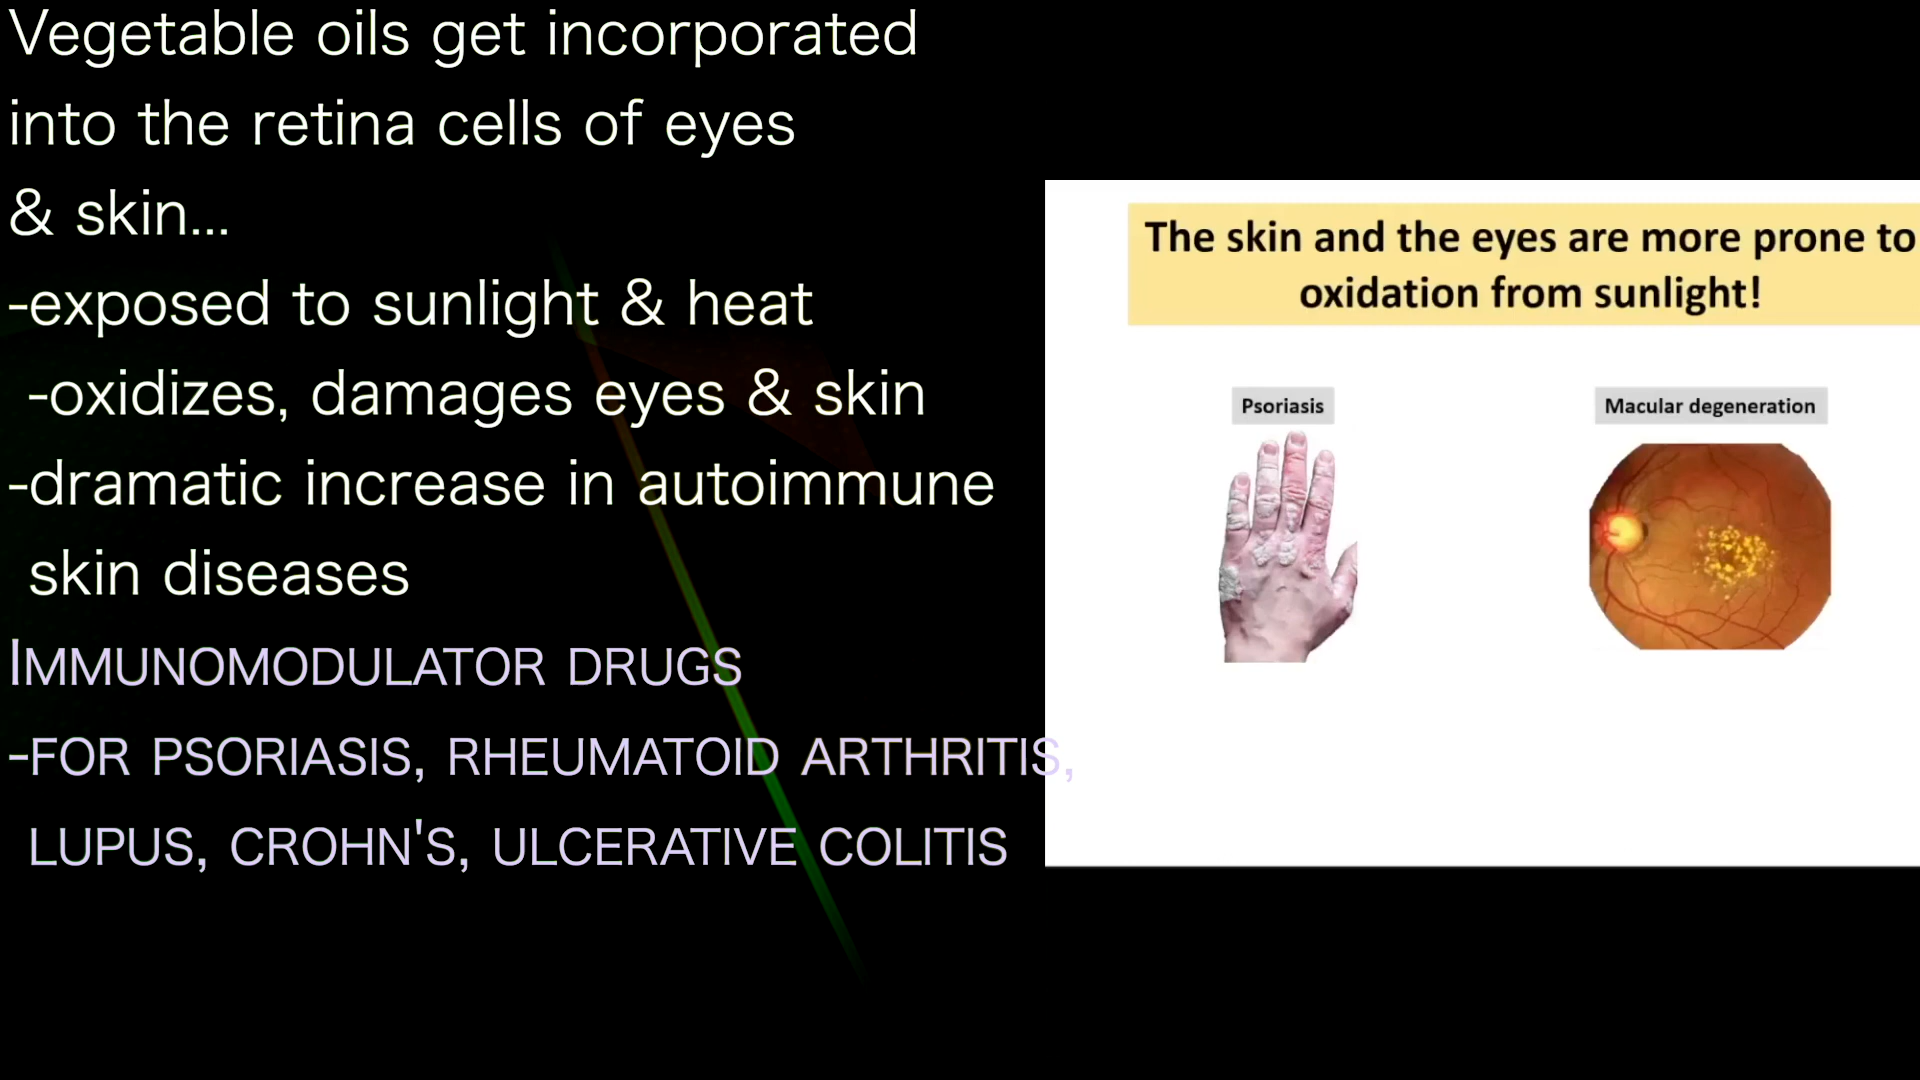 Vegetable oils get incorporated
into the retina cells of eyes
& skin...
-exposed to sunlight & heat
-oxidizes, damages eyes & skin
-dramatic increase in autoimmune
skin diseases
IMMUNOMODULATOR DRUGS
-FOR PSORIASIS, RHEUMATOID ARTHRITIS,
LUPUS, CROHN'S, ULCERATIVE COLITIS
The skin and the eyes are more prone to
oxidation from sunlight!
Psoriasis
Macular degeneration